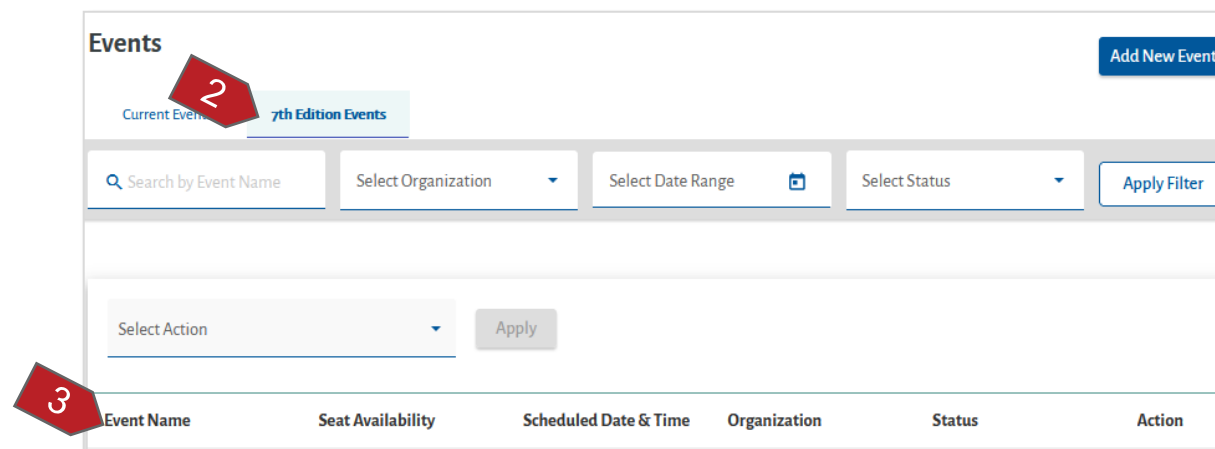 Events
Add New Event
2
Current Even
7th Edition Events
Search by Event Name
Select Organization
Select Date Range
Select Status
Apply Filter
Select Action
Apply
3
Event Name
Seat Availability
Scheduled Date & Time
Organization
Status
Action